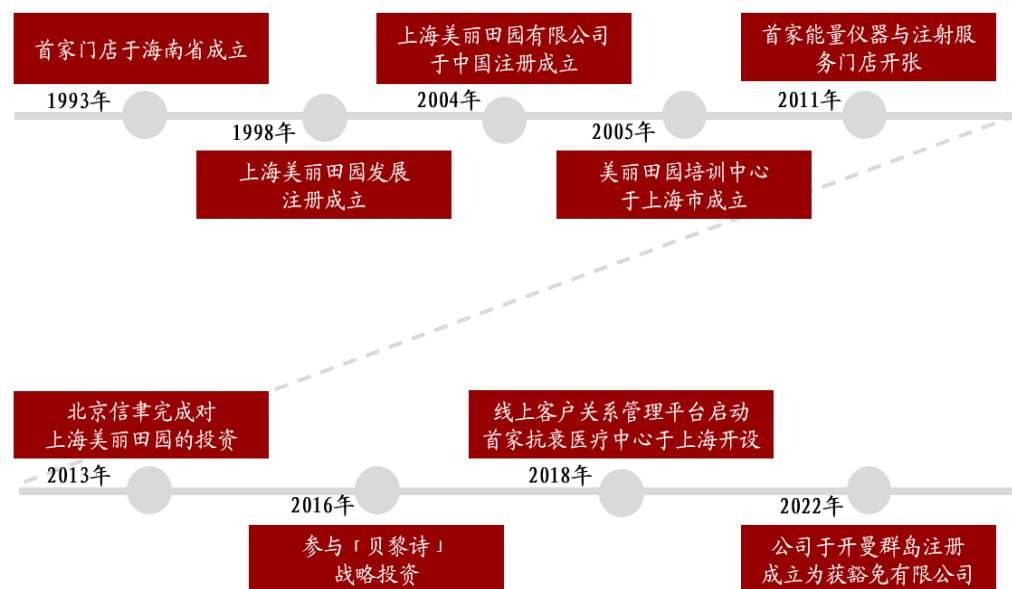 首家门店于海南省成立
1993年
1998年
上海美丽田园发展
注册成立
上海美丽田园有限公司
于中国注册成立
2004年
2005年
美丽田园培训中心
于上海市成立
首家能量仪器与注射服
务门店开张
2011年
北京信聿完成对
上海美丽田园的投资
2013年
2016年
参与「贝黎诗」
战略投资
线上客户关系管理平台启动
首家抗衰医疗中心于上海开设
2018年
2022年
公司于开曼群岛注册
成立为获豁免有限公司